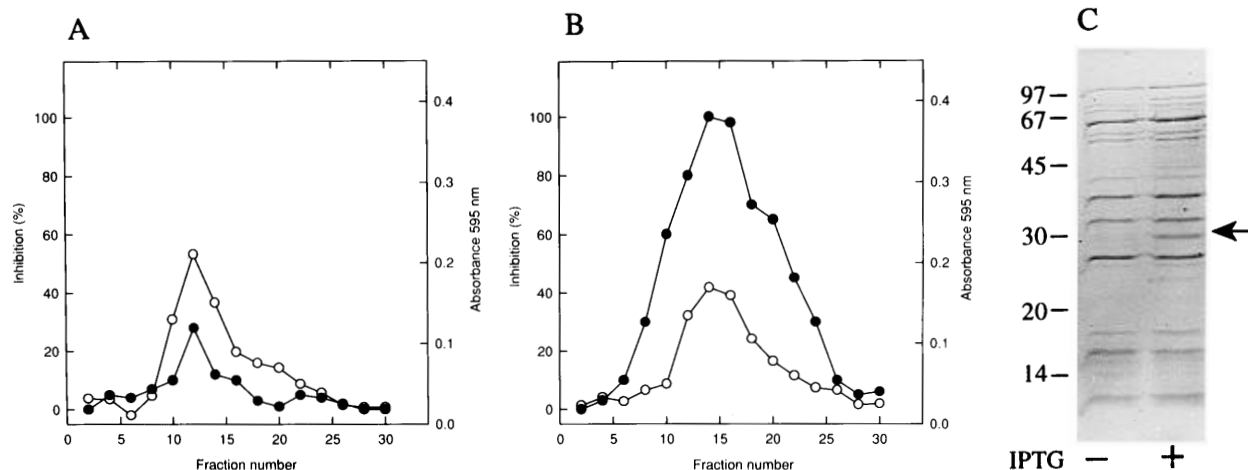 A
Inhibition (%)
100
80
60
40
20
0
0 5 10 15 20 25 30
Fraction number
0.4
0.3
0.2
0.1
0.0
Absorbance 595 nm
B
Inhibition (%)
100
80
60
40
20
0
0 5 10 15 20 25 30
Fraction number
0.4
0.3
0.2
0.1
0.0
Absorbance 595 nm
C
97 –
67 –
45 –
30 –
20 –
14 –
IPTG – +